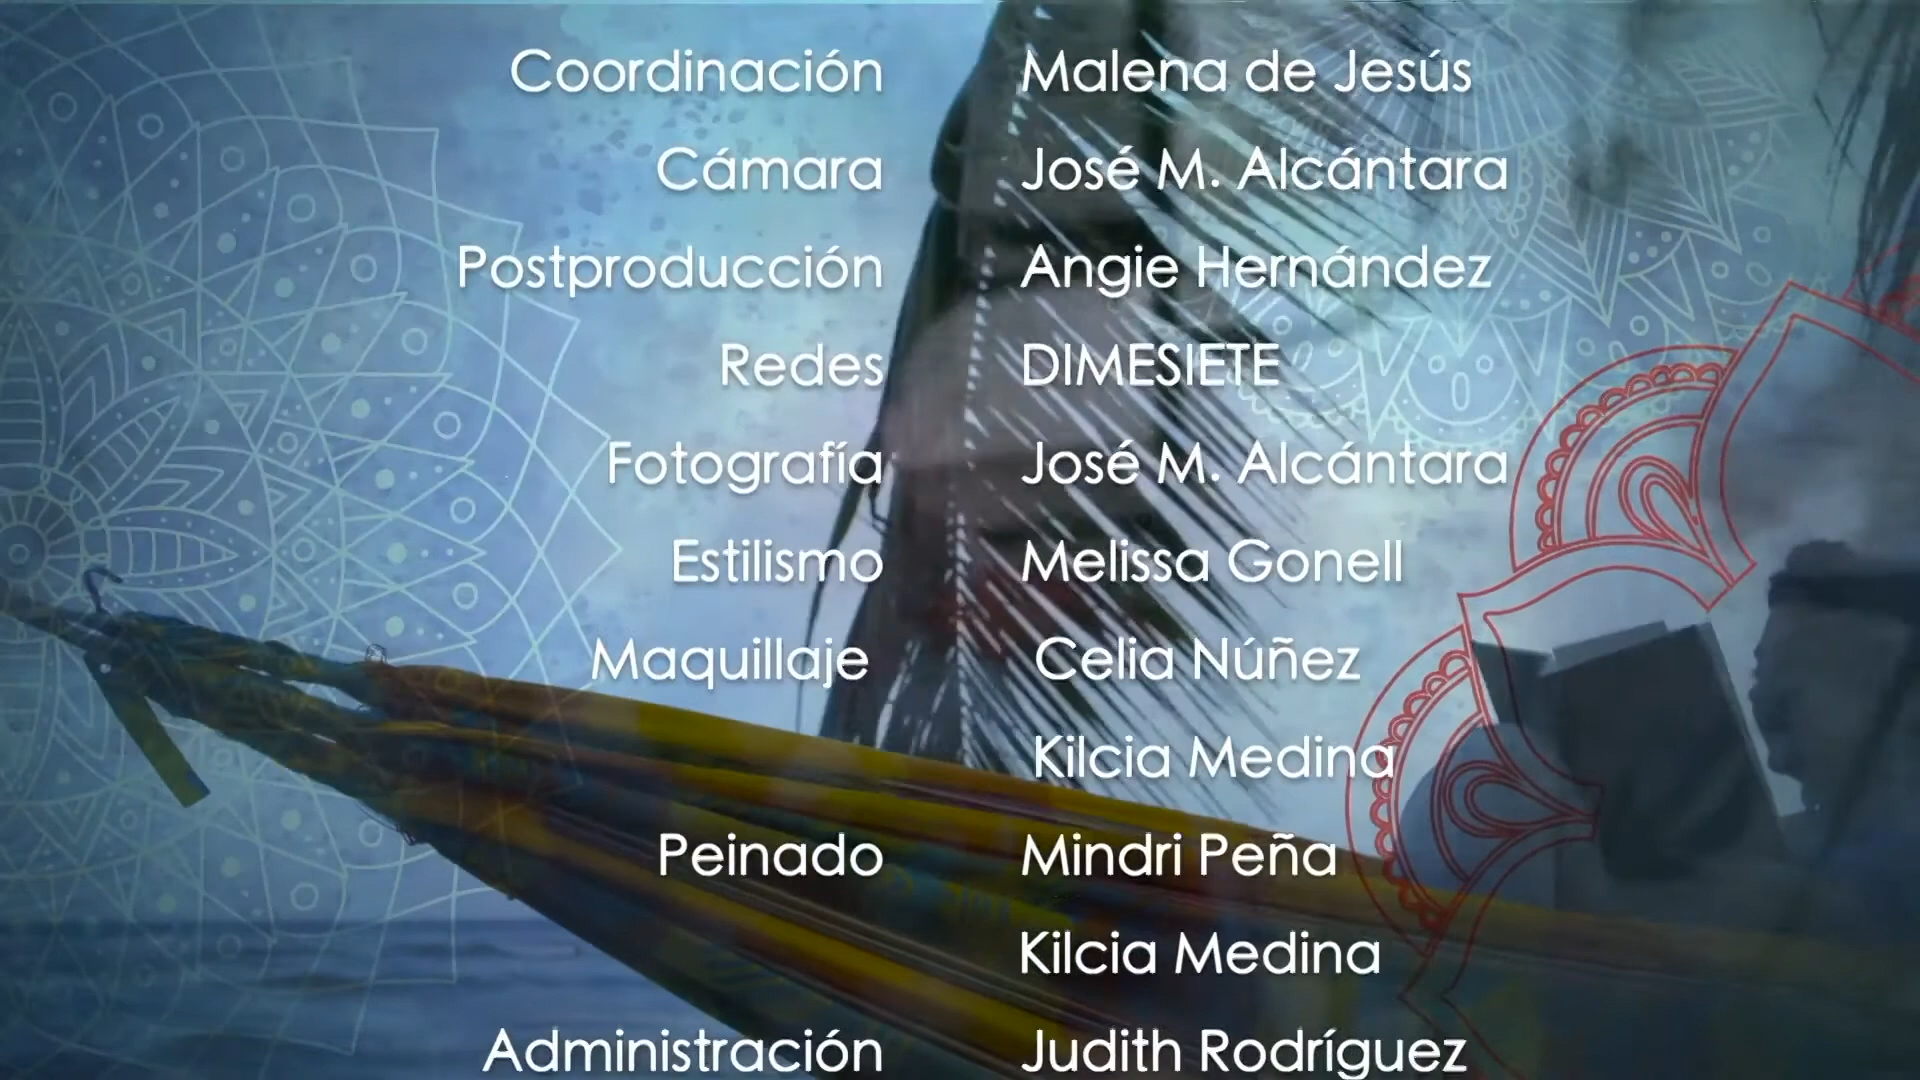 Coordinación Malena de Jesús
Cámara José M. Alcántara
Postproducción Angie Hernández
Redes DIMESIETE
Fotografía José M. Alcántara
Estilismo Melissa Gonell
Maquillaje Celia Núñez
Kilcia Medina
Peinado Mindri Peña
Kilcia Medina
Administración Judith Rodríguez